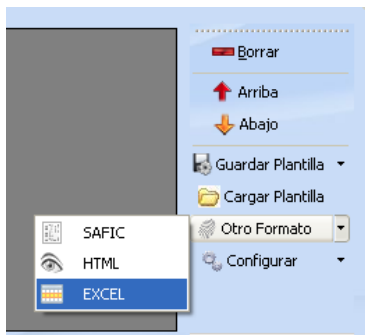 Borrar
Arriba
Abajo
Guardar Plantilla
Cargar Plantilla
Otro Formato
SAFIC
HTML
Configurar
EXCEL